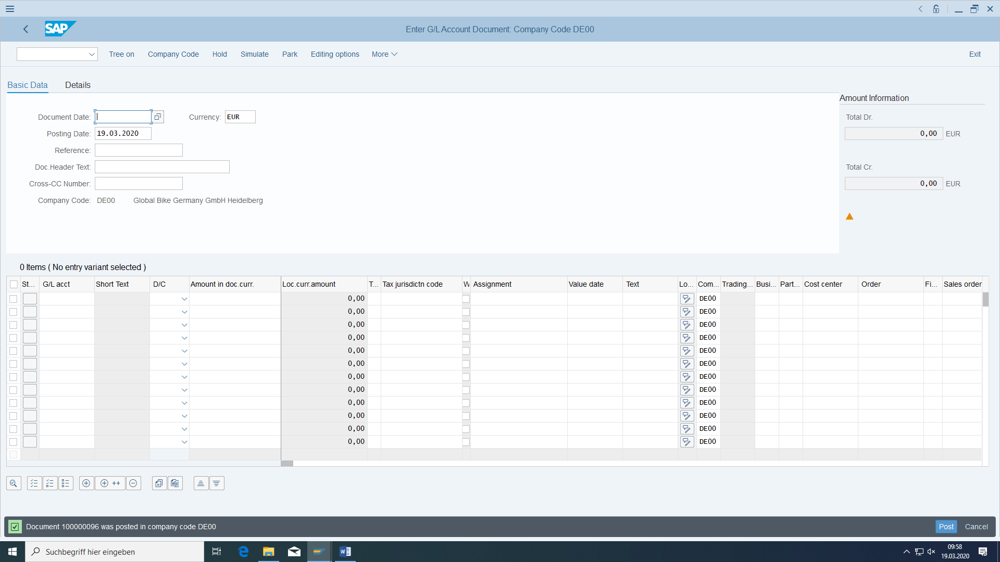 SAP
Enter G/L Account Document: Company Code DE00
Tree on Company Code Hold Simulate Park Editing options More Exit
Basic Data Details
Amount Information
Document Date: Currency: EUR
Total Dr.
Posting Date: 19.03.2020
0,00 EUR
Reference:
Doc.Header Text:
Total Cr.
Cross-CC Number:
0,00 EUR
Company Code: DE00 Global Bike Germany GmbH Heidelberg
0 Items ( No entry variant selected )
St... G/L acct Short Text D/C Amount in doc.curr. Loc.curr.amount T... Tax jurisdictn code W Assignment Value date Text Lo... Com... Trading... Busi... Part... Cost center Order Fi... Sales order
0,00 DE00
0,00 DE00
0,00 DE00
0,00 DE00
0,00 DE00
0,00 DE00
0,00 DE00
0,00 DE00
0,00 DE00
0,00 DE00
0,00 DE00
0,00 DE00
++
Document 100000096 was posted in company code DE00 Post Cancel
Suchbegriff hier eingeben
09:58
19.03.2020